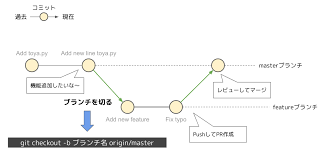 コミット
過去 現在
Add toya.py
Add new line toya.py
masterブランチ
機能追加したいな〜
レビューしてマージ
ブランチを切る
featureブランチ
Add new feature
Fix typo
PushしてPR作成
git checkout -b ブランチ名 origin/master